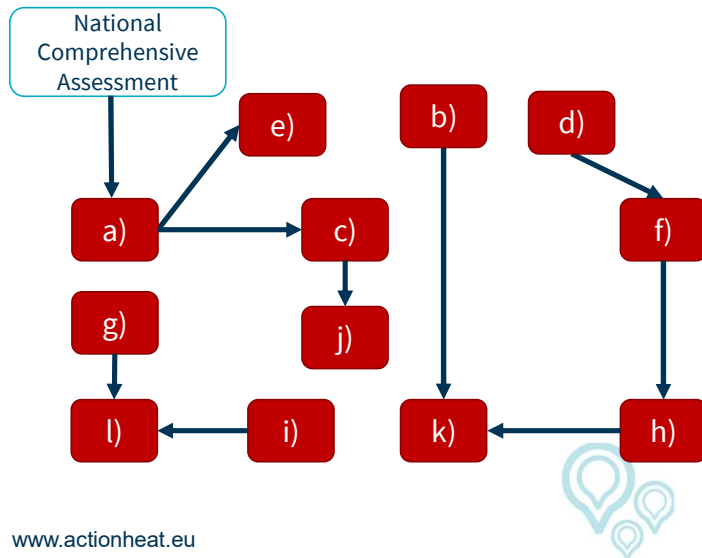 National
Comprehensive
Assessment
e)
b)
d)
a)
c)
f)
g)
j)
l)
i)
k)
h)
www.actionheat.eu